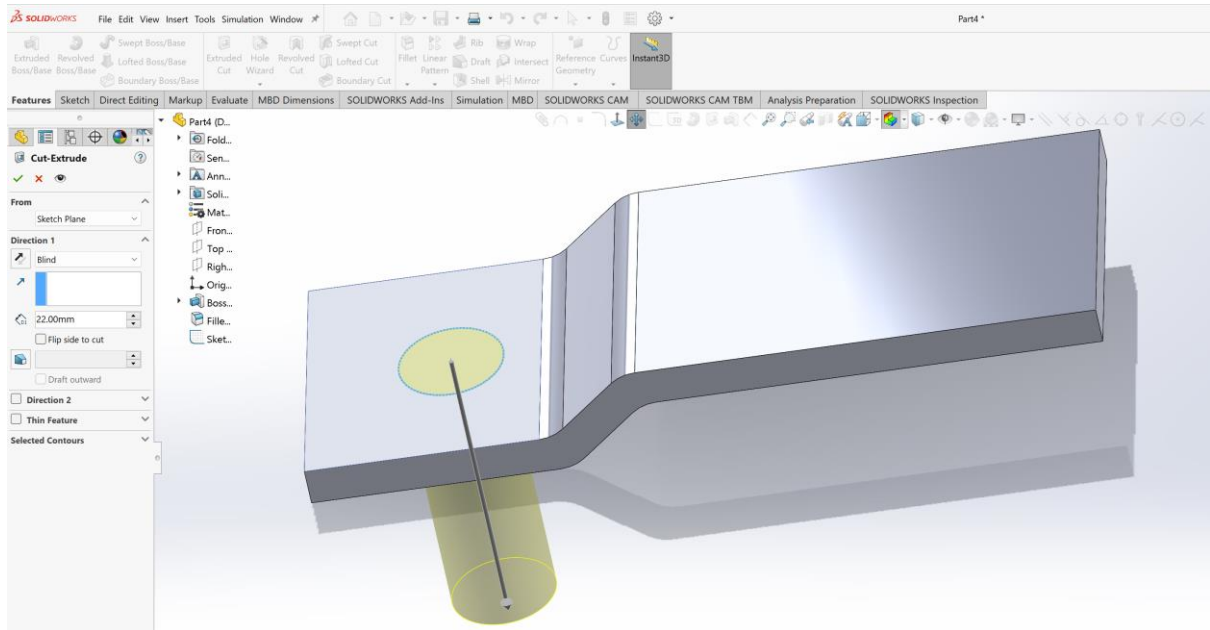 SOLIDWORKS File Edit View Insert Tools Simulation Window Part4 *
Extruded Boss/Base
Revolved Boss/Base
Swept Boss/Base
Lofted Boss/Base
Boundary Boss/Base
Extruded Cut
Hole Wizard
Revolved Cut
Swept Cut
Lofted Cut
Boundary Cut
Fillet
Linear Pattern
Rib
Draft
Shell
Wrap
Intersect
Mirror
Reference Geometry
Curves
Instant3D
Features Sketch Direct Editing Markup Evaluate MBD Dimensions SOLIDWORKS Add-Ins Simulation MBD SOLIDWORKS CAM SOLIDWORKS CAM TBM Analysis Preparation SOLIDWORKS Inspection
Cut-Extrude
From
Sketch Plane
Direction 1
Blind
22.00mm
Flip side to cut
Draft outward
Direction 2
Thin Feature
Selected Contours
Part4 (D...
Fold...
Sen...
Ann...
Soli...
Mat...
Fron...
Top ...
Righ...
Orig...
Boss...
Fille...
Sket...